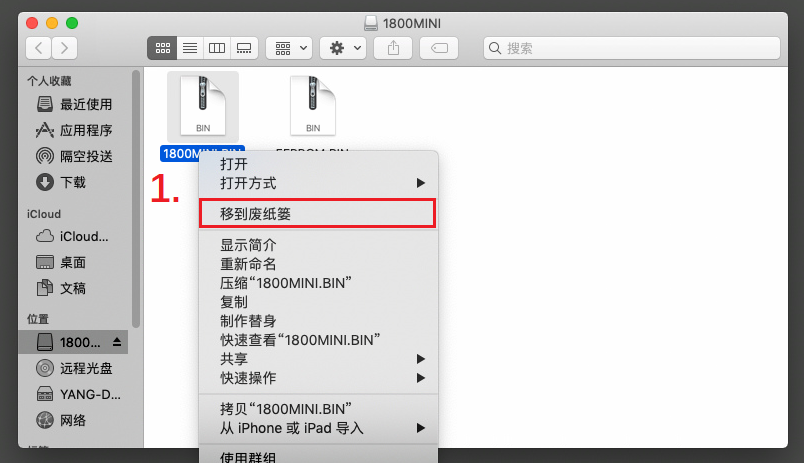 1800MINI
搜索
个人收藏
最近使用
应用程序
隔空投送
下载
iCloud
iCloud...
桌面
文稿
位置
1800...
远程光盘
YANG-D...
网络
BIN
BIN
1800MINI.BIN
1.
打开
打开方式
移到废纸篓
显示简介
重新命名
压缩“1800MINI.BIN”
复制
制作替身
快速查看“1800MINI.BIN”
共享
快速操作
拷贝“1800MINI.BIN”
从 iPhone 或 iPad 导入
使用群组